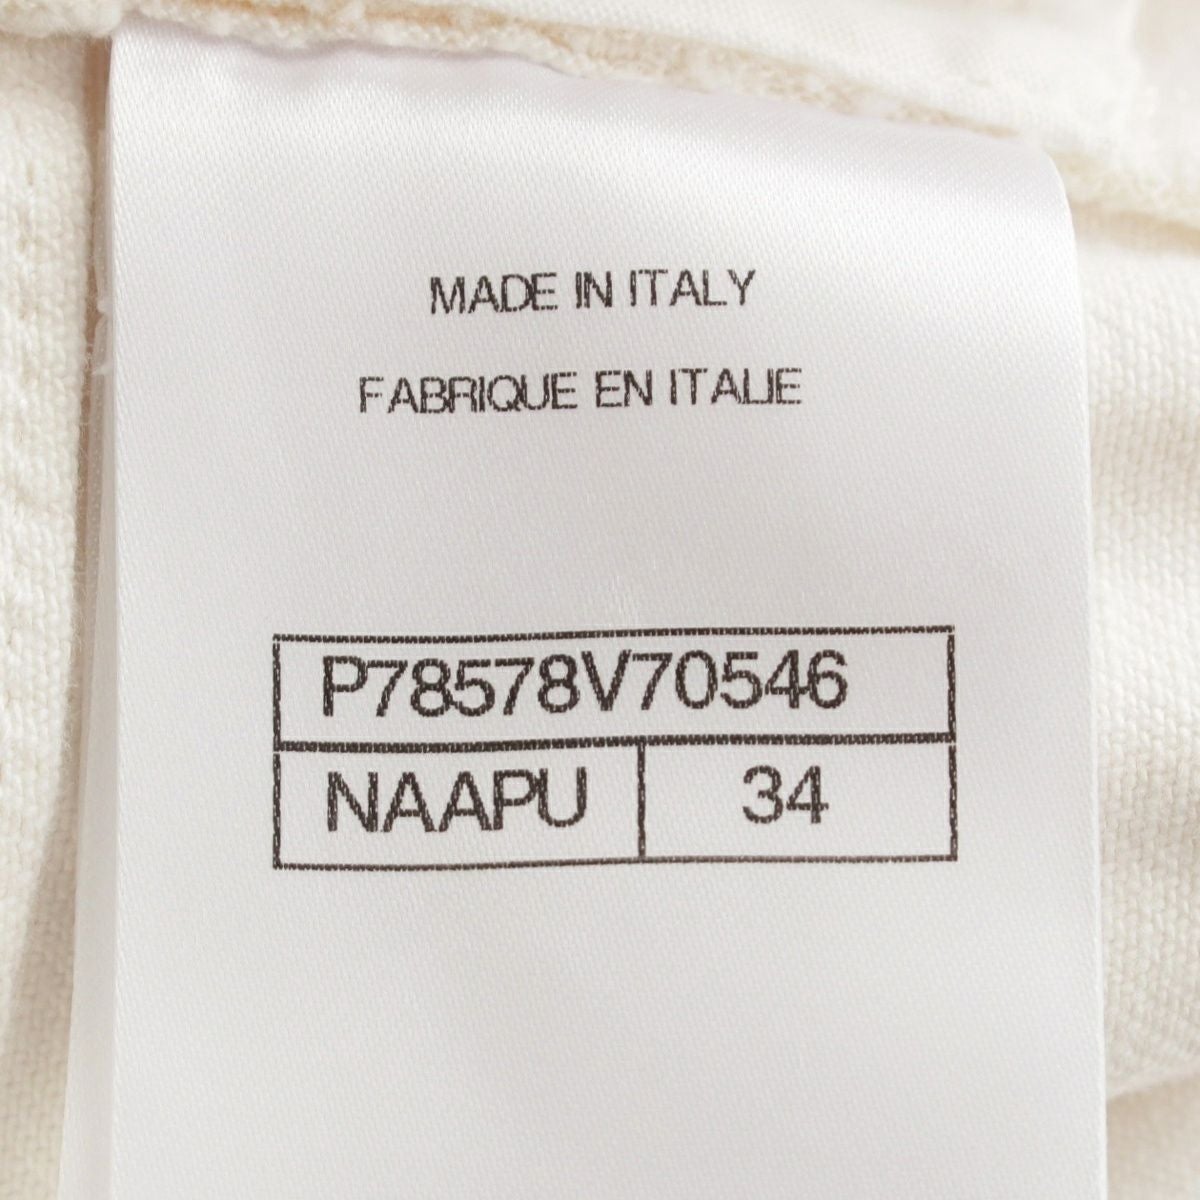 MADE IN ITALY
FABRIQUE EN ITALIE
P78578V70546
NAAPU 34